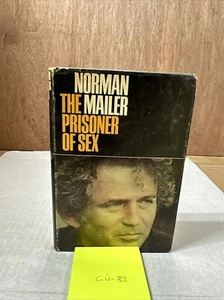 NORMAN
THE MAILER
PRISONER
OF SEX
CU-82